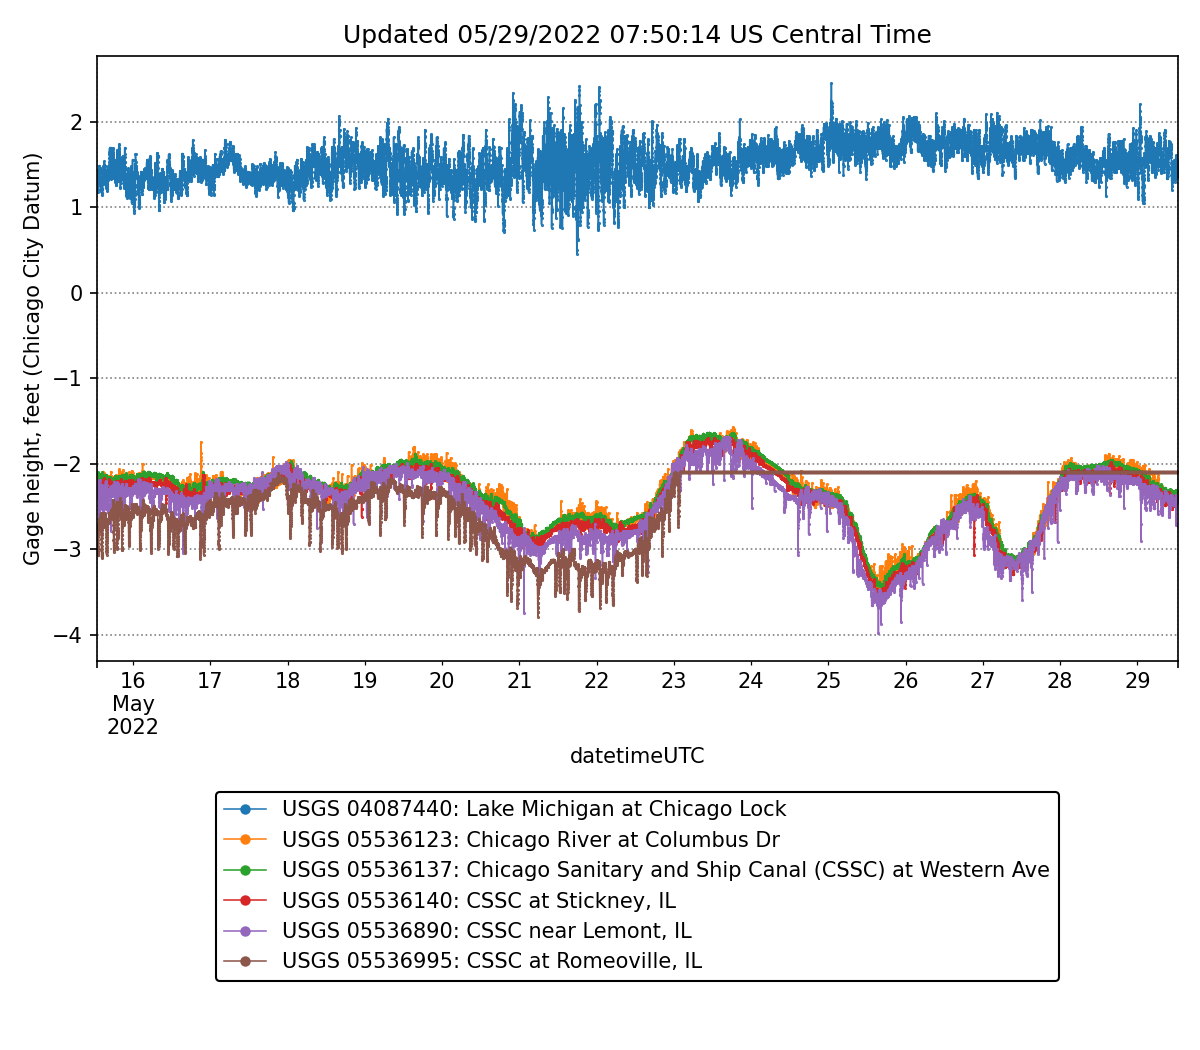 Updated 05/29/2022 07:50:14 US Central Time
Gage height, feet (Chicago City Datum)
2
1
0
−1
−2
−3
−4
16 17 18 19 20 21 22 23 24 25 26 27 28 29
May
2022
datetimeUTC
USGS 04087440: Lake Michigan at Chicago Lock
USGS 05536123: Chicago River at Columbus Dr
USGS 05536137: Chicago Sanitary and Ship Canal (CSSC) at Western Ave
USGS 05536140: CSSC at Stickney, IL
USGS 05536890: CSSC near Lemont, IL
USGS 05536995: CSSC at Romeoville, IL